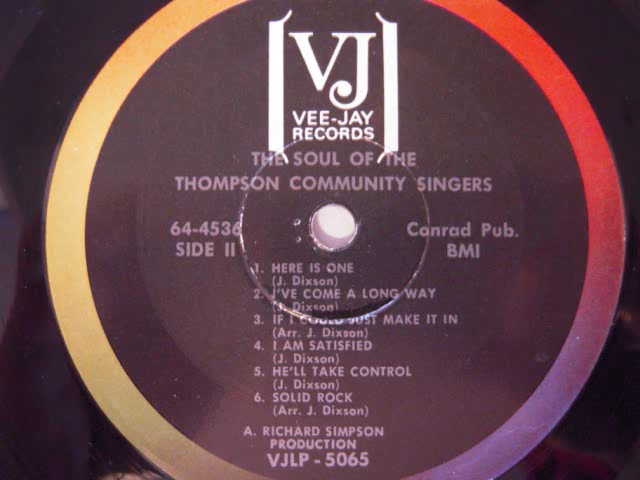 VJ
VEE-JAY
RECORDS
THE SOUL OF THE
THOMPSON COMMUNITY SINGERS
64-4536 Conrad Pub.
SIDE II BMI
1. HERE IS ONE
(J. Dixson)
2. I'VE COME A LONG WAY
(J. Dixson)
3. IF I COULD JUST MAKE IT IN
(Arr. J. Dixson)
4. I AM SATISFIED
(J. Dixson)
5. HE'LL TAKE CONTROL
(J. Dixson)
6. SOLID ROCK
(Arr. J. Dixson)
A. RICHARD SIMPSON
PRODUCTION
VJLP - 5065